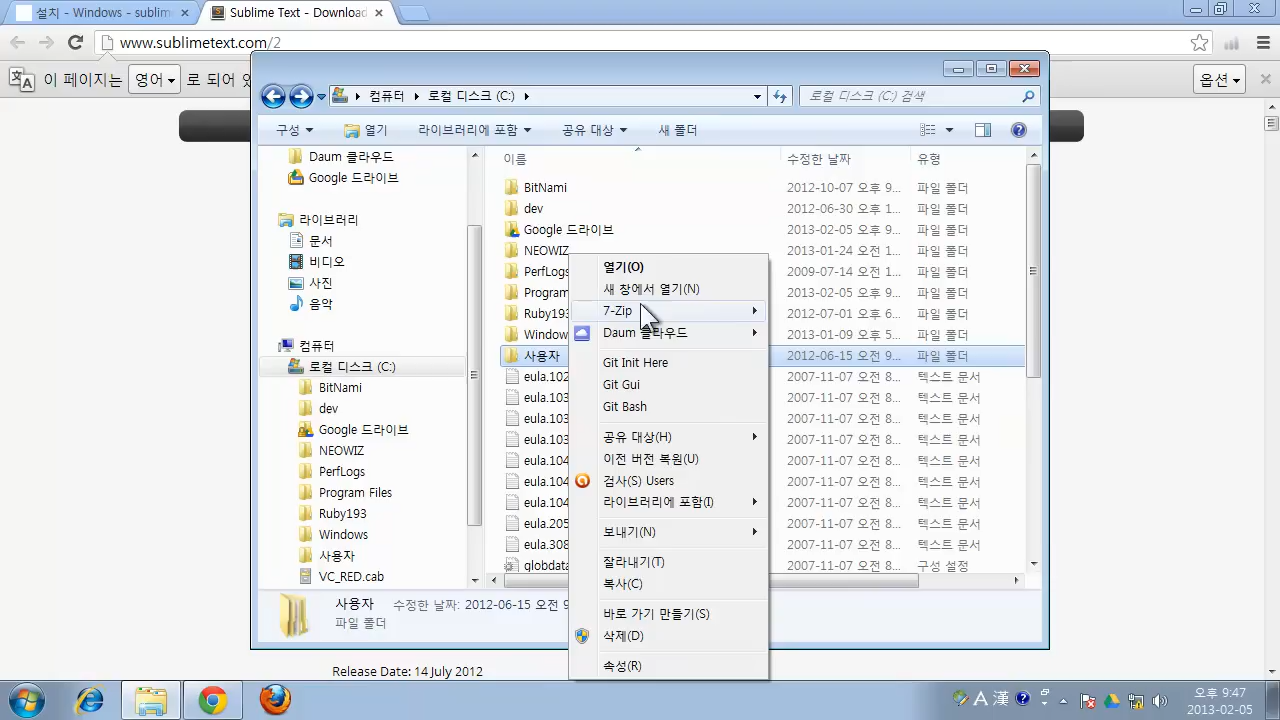 설치 - Windows - sublim
Sublime Text - Download
www.sublimetext.com/2
이 페이지는 영어 로 되어 있
옵션
컴퓨터 로컬 디스크 (C:)
로컬 디스크 (C:) 검색
구성 열기 라이브러리에 포함 공유 대상 새 폴더
Daum 클라우드
Google 드라이브
라이브러리
문서
비디오
사진
음악
컴퓨터
로컬 디스크 (C:)
BitNami
dev
Google 드라이브
NEOWIZ
PerfLogs
Program Files
Ruby193
Windows
사용자
VC_RED.cab
이름 수정한 날짜 유형
BitNami 2012-10-07 오후 9... 파일 폴더
dev 2012-06-30 오후 1... 파일 폴더
Google 드라이브 2013-02-05 오후 9... 파일 폴더
NEOWIZ 2013-01-24 오전 1... 파일 폴더
PerfLogs 2009-07-14 오전 1... 파일 폴더
Program 2013-02-05 오후 9... 파일 폴더
Ruby193 2012-07-01 오후 6... 파일 폴더
Window 2013-01-09 오후 5... 파일 폴더
사용자 2012-06-15 오전 9... 파일 폴더
eula.102 2007-11-07 오전 8... 텍스트 문서
eula.103 2007-11-07 오전 8... 텍스트 문서
eula.103 2007-11-07 오전 8... 텍스트 문서
eula.103 2007-11-07 오전 8... 텍스트 문서
eula.104 2007-11-07 오전 8... 텍스트 문서
eula.104 2007-11-07 오전 8... 텍스트 문서
eula.104 2007-11-07 오전 8... 텍스트 문서
eula.205 2007-11-07 오전 8... 텍스트 문서
eula.308 2007-11-07 오전 8... 텍스트 문서
globdata 2007-11-07 오전 8... 구성 설정
열기(O)
새 창에서 열기(N)
7-Zip
Daum 클라우드
Git Init Here
Git Gui
Git Bash
공유 대상(H)
이전 버전 복원(U)
검사(S) Users
라이브러리에 포함(I)
보내기(N)
잘라내기(T)
복사(C)
바로 가기 만들기(S)
삭제(D)
속성(R)
사용자 수정한 날짜: 2012-06-15 오전 9
파일 폴더
Release Date: 14 July 2012
A 漢
오후 9:47
2013-02-05